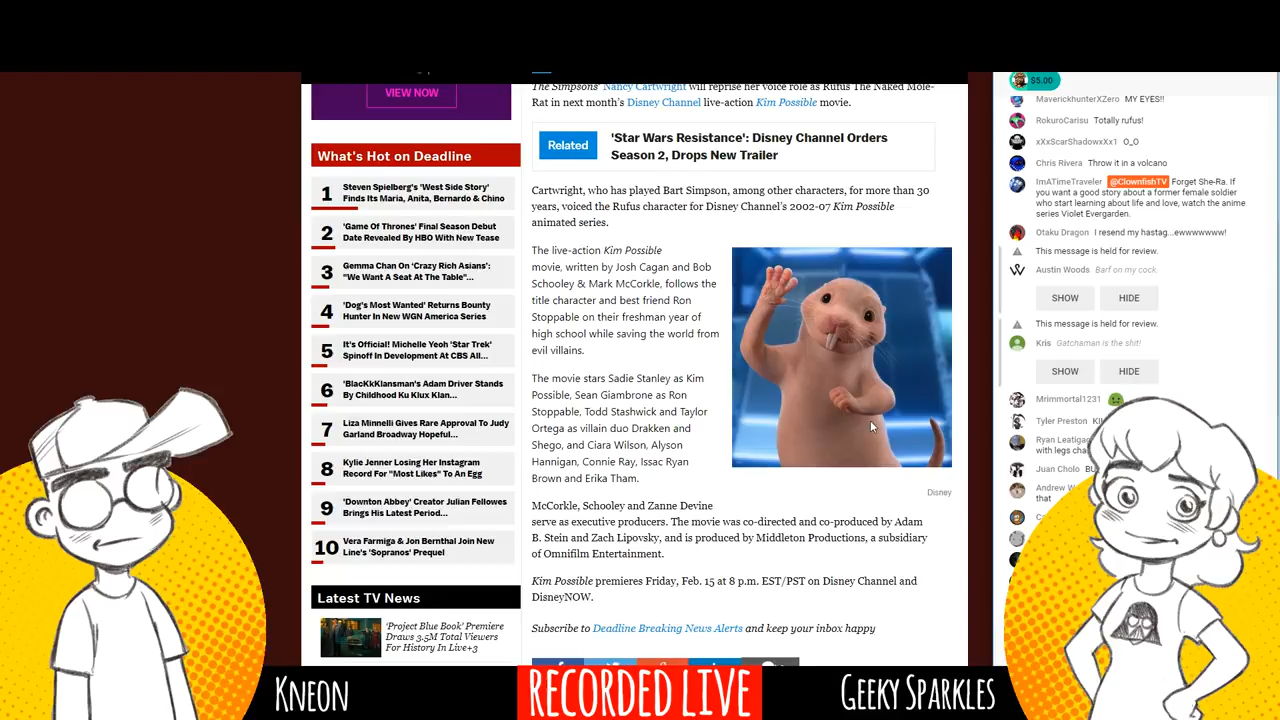 VIEW NOW
What's Hot on Deadline
1
Steven Spielberg's 'West Side Story'
Finds Its Maria, Anita, Bernardo & Chino
2
'Game Of Thrones' Final Season Debut
Date Revealed By HBO With New Tease
3
Gemma Chan On 'Crazy Rich Asians':
"We Want A Seat At The Table"...
4
'Dog's Most Wanted' Returns Bounty
Hunter In New WGN America Series
5
It's Official! Michelle Yeoh 'Star Trek'
Spinoff In Development At CBS All...
6
'BlacKkKlansman's Adam Driver Stands
By Childhood Ku Klux Klan...
7
Liza Minnelli Gives Rare Approval To Judy
Garland Broadway Hopeful...
8
Kylie Jenner Losing Her Instagram
Record For "Most Likes" To An Egg
9
'Downton Abbey' Creator Julian Fellowes
Brings His Latest Period...
10
Vera Farmiga & Jon Bernthal Join New
Line's 'Sopranos' Prequel
Latest TV News
'Project Blue Book' Premiere
Draws 3.5M Total Viewers
For History In Live+3
The Simpsons' Nancy Cartwright will reprise her voice role as Rufus The Naked Mole-
Rat in next month's Disney Channel live-action Kim Possible movie.
Related
'Star Wars Resistance': Disney Channel Orders
Season 2, Drops New Trailer
Cartwright, who has played Bart Simpson, among other characters, for more than 30
years, voiced the Rufus character for Disney Channel's 2002-07 Kim Possible
animated series.
The live-action Kim Possible
movie, written by Josh Cagan and Bob
Schooley & Mark McCorkle, follows the
title character and best friend Ron
Stoppable on their freshman year of
high school while saving the world from
evil villains.
The movie stars Sadie Stanley as Kim
Possible, Sean Giambrone as Ron
Stoppable, Todd Stashwick and Taylor
Ortega as villain duo Drakken and
Shego, and Ciara Wilson, Alyson
Hannigan, Connie Ray, Issac Ryan
Brown and Erika Tham.
Disney
McCorkle, Schooley and Zanne Devine
serve as executive producers. The movie was co-directed and co-produced by Adam
B. Stein and Zach Lipovsky, and is produced by Middleton Productions, a subsidiary
of Omnifilm Entertainment.
Kim Possible premieres Friday, Feb. 15 at 8 p.m. EST/PST on Disney Channel and
DisneyNOW.
Subscribe to Deadline Breaking News Alerts and keep your inbox happy
$5.00
MaverickhunterXZero MY EYES!!
RokuroCarisu Totally rufus!
xXxScarShadowxXx1 O_O
Chris Rivera Throw it in a volcano
ImATimeTraveler @ClownfishTV Forget She-Ra. If
you want a good story about a former female soldier
who start learning about life and love, watch the anime
series Violet Evergarden.
Otaku Dragon I resend my hastag...ewwwwwww!
This message is held for review.
Austin Woods Barf on my cock.
SHOW HIDE
This message is held for review.
Kris Gatchaman is the shit!
SHOW HIDE
Mrimmortal1231
Tyler Preston
Ryan Leatigag
with legs
Juan Cholo
Andrew
that
KNEON
RECORDED LIVE
GEEKY SPARKLES